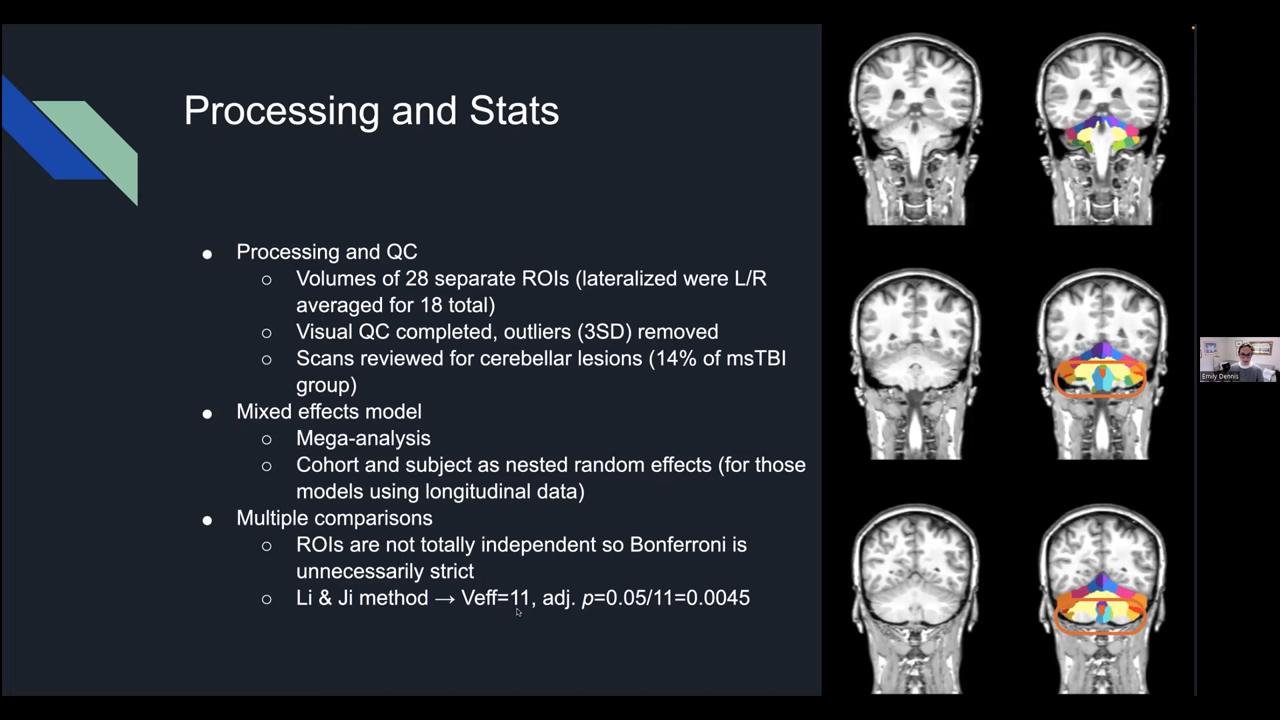 Processing and Stats
● Processing and QC
○ Volumes of 28 separate ROIs (lateralized were L/R
averaged for 18 total)
○ Visual QC completed, outliers (3SD) removed
○ Scans reviewed for cerebellar lesions (14% of msTBI
group)
● Mixed effects model
○ Mega-analysis
○ Cohort and subject as nested random effects (for those
models using longitudinal data)
● Multiple comparisons
○ ROIs are not totally independent so Bonferroni is
unnecessarily strict
○ Li & Ji method → Veff=11, adj. p=0.05/11=0.0045
Emily Dennis